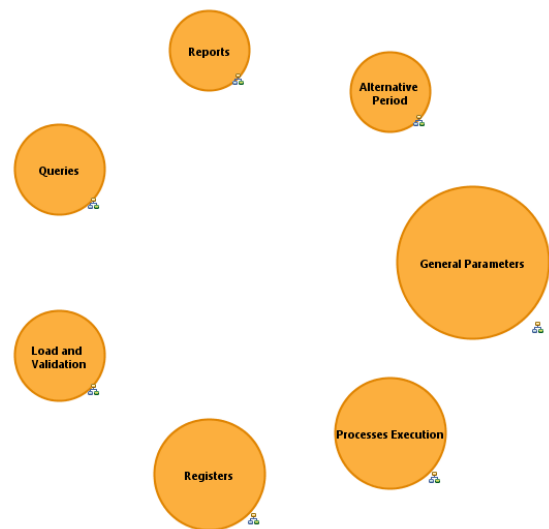 Reports
Alternative
Period
Queries
General Parameters
Load and
Validation
Processes Execution
Registers